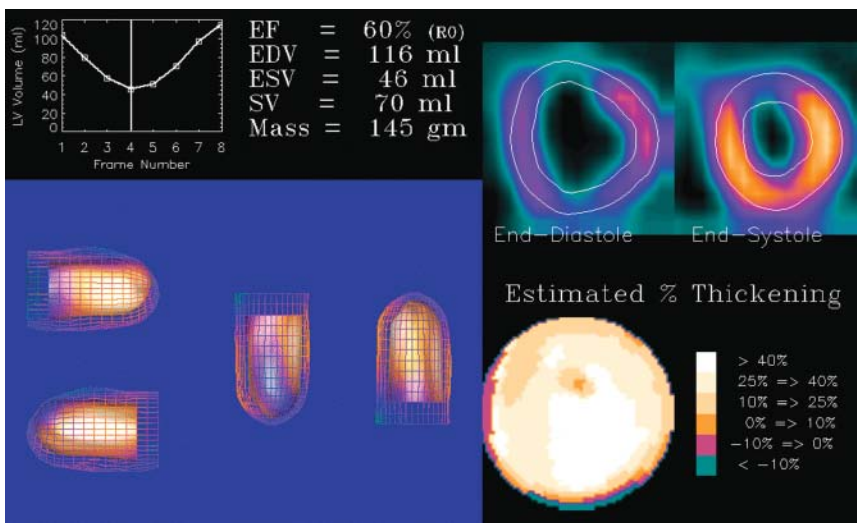 120
100
80
60
40
20
0
LV Volume (ml)
1 2 3 4 5 6 7 8
Frame Number
EF = 60% (R0)
EDV = 116 ml
ESV = 46 ml
SV = 70 ml
Mass = 145 gm
End-Diastole
End-Systole
Estimated % Thickening
> 40%
25% => 40%
10% => 25%
0% => 10%
-10% => 0%
< -10%